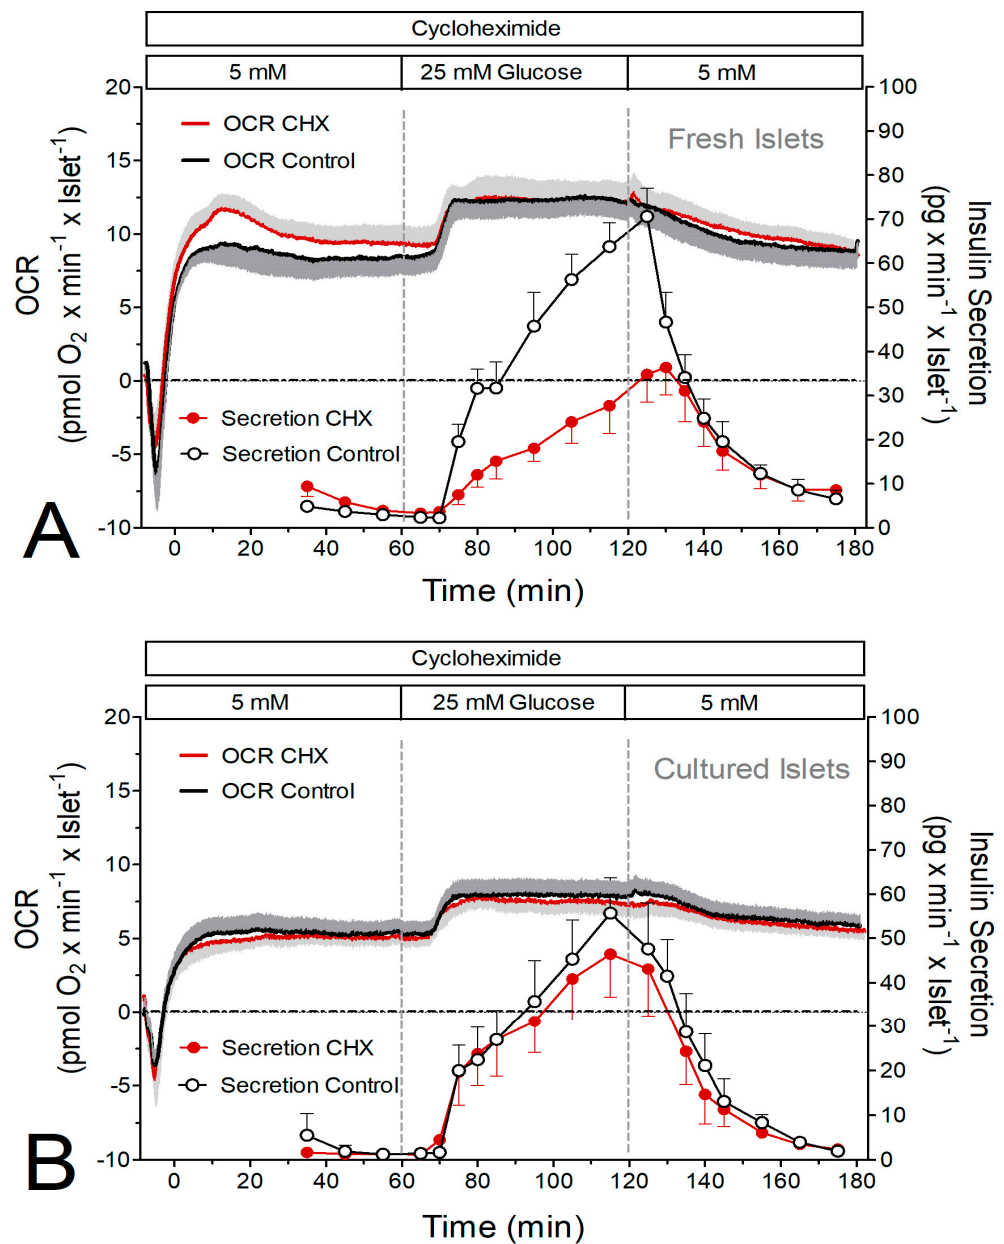 Cycloheximide
5 mM 25 mM Glucose 5 mM
20 15 10 5 0 -5 -10
OCR
(pmol O2 x min-1 x Islet-1)
OCR CHX
OCR Control
Fresh Islets
Secretion CHX
Secretion Control
100 90 80 70 60 50 40 30 20 10 0
Insulin Secretion
(pg x min-1 x Islet-1)
0 20 40 60 80 100 120 140 160 180
Time (min)
A
Cycloheximide
5 mM 25 mM Glucose 5 mM
20 15 10 5 0 -5 -10
OCR
(pmol O2 x min-1 x Islet-1)
OCR CHX
OCR Control
Cultured Islets
Secretion CHX
Secretion Control
100 90 80 70 60 50 40 30 20 10 0
Insulin Secretion
(pg x min-1 x Islet-1)
0 20 40 60 80 100 120 140 160 180
Time (min)
B